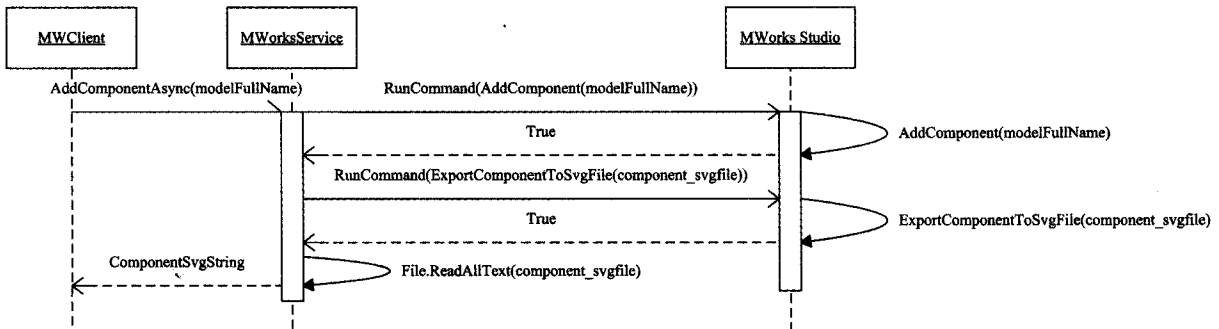 MWClient
MWorksService
MWorks Studio
AddComponentAsync(modelFullName)
RunCommand(AddComponent(modelFullName))
True
AddComponent(modelFullName)
RunCommand(ExportComponentToSvgFile(component_svgfile))
True
ExportComponentToSvgFile(component_svgfile)
ComponentSvgString
File.ReadAllText(component_svgfile)